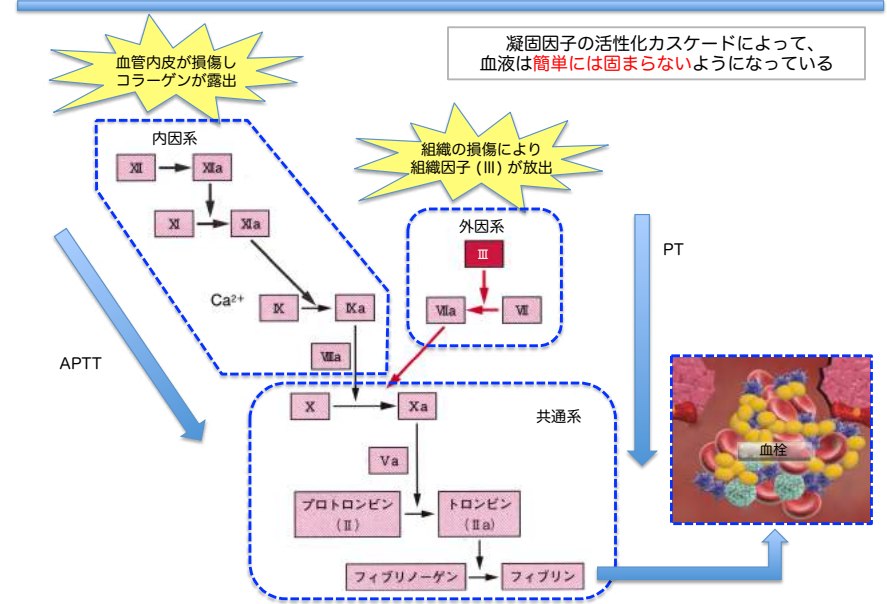 血管内皮が損傷し
コラーゲンが露出
凝固因子の活性化カスケードによって、
血液は簡単には固まらないようになっている
内因系
Ⅻ
Ⅻa
Ⅺ
Ⅺa
Ca²⁺
Ⅸ
Ⅸa
Ⅷa
APTT
組織の損傷により
組織因子 (Ⅲ) が放出
外因系
Ⅲ
Ⅶa
Ⅶ
PT
共通系
Ⅹ
Ⅹa
Ⅴa
プロトロンビン
(Ⅱ)
トロンビン
(Ⅱa)
フィブリノーゲン
フィブリン
血栓